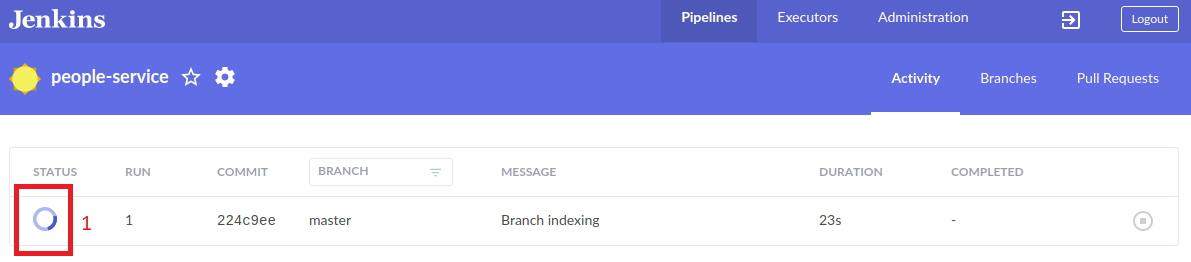 Jenkins Pipelines Executors Administration Logout
people-service Activity Branches Pull Requests
STATUS RUN COMMIT BRANCH MESSAGE DURATION COMPLETED
1 1 224c9ee master Branch indexing 23s -